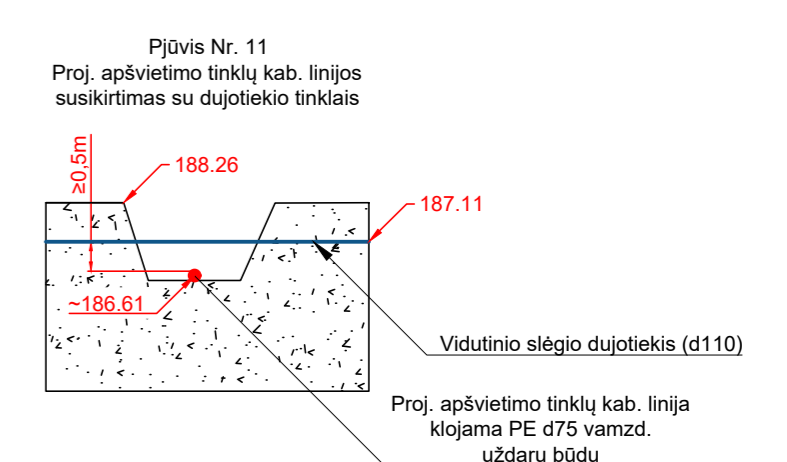 Pjūvis Nr. 11
Proj. apšvietimo tinklų kab. linijos
susikirtimas su dujotiekio tinklais
≥0,5m
188.26
187.11
~186.61
Vidutinio slėgio dujotiekis (d110)
Proj. apšvietimo tinklų kab. linija
klojama PE d75 vamzd.
uždaru būdu